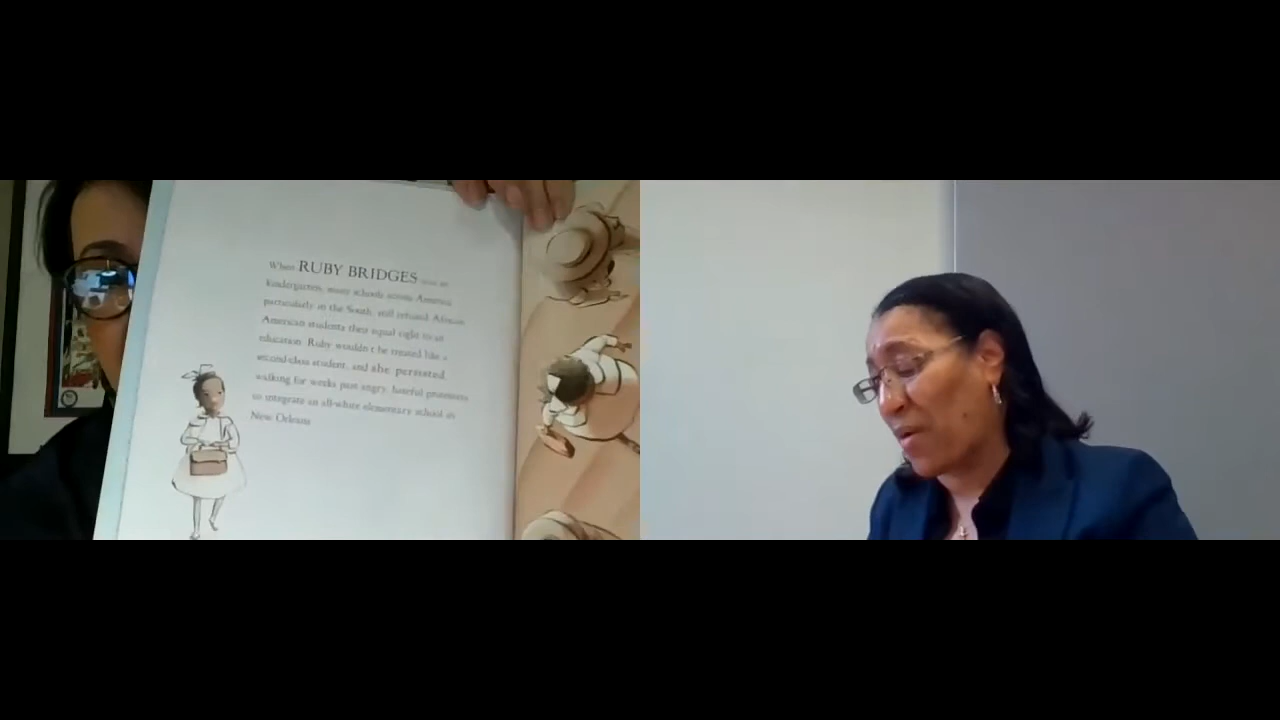 When RUBY BRIDGES was in
kindergarten, many schools across America,
particularly in the South, still refused African
American students their equal right to an
education. Ruby wouldn't be treated like a
second-class student, and she persisted,
walking for weeks past angry, hateful protestors
to integrate an all-white elementary school in
New Orleans.